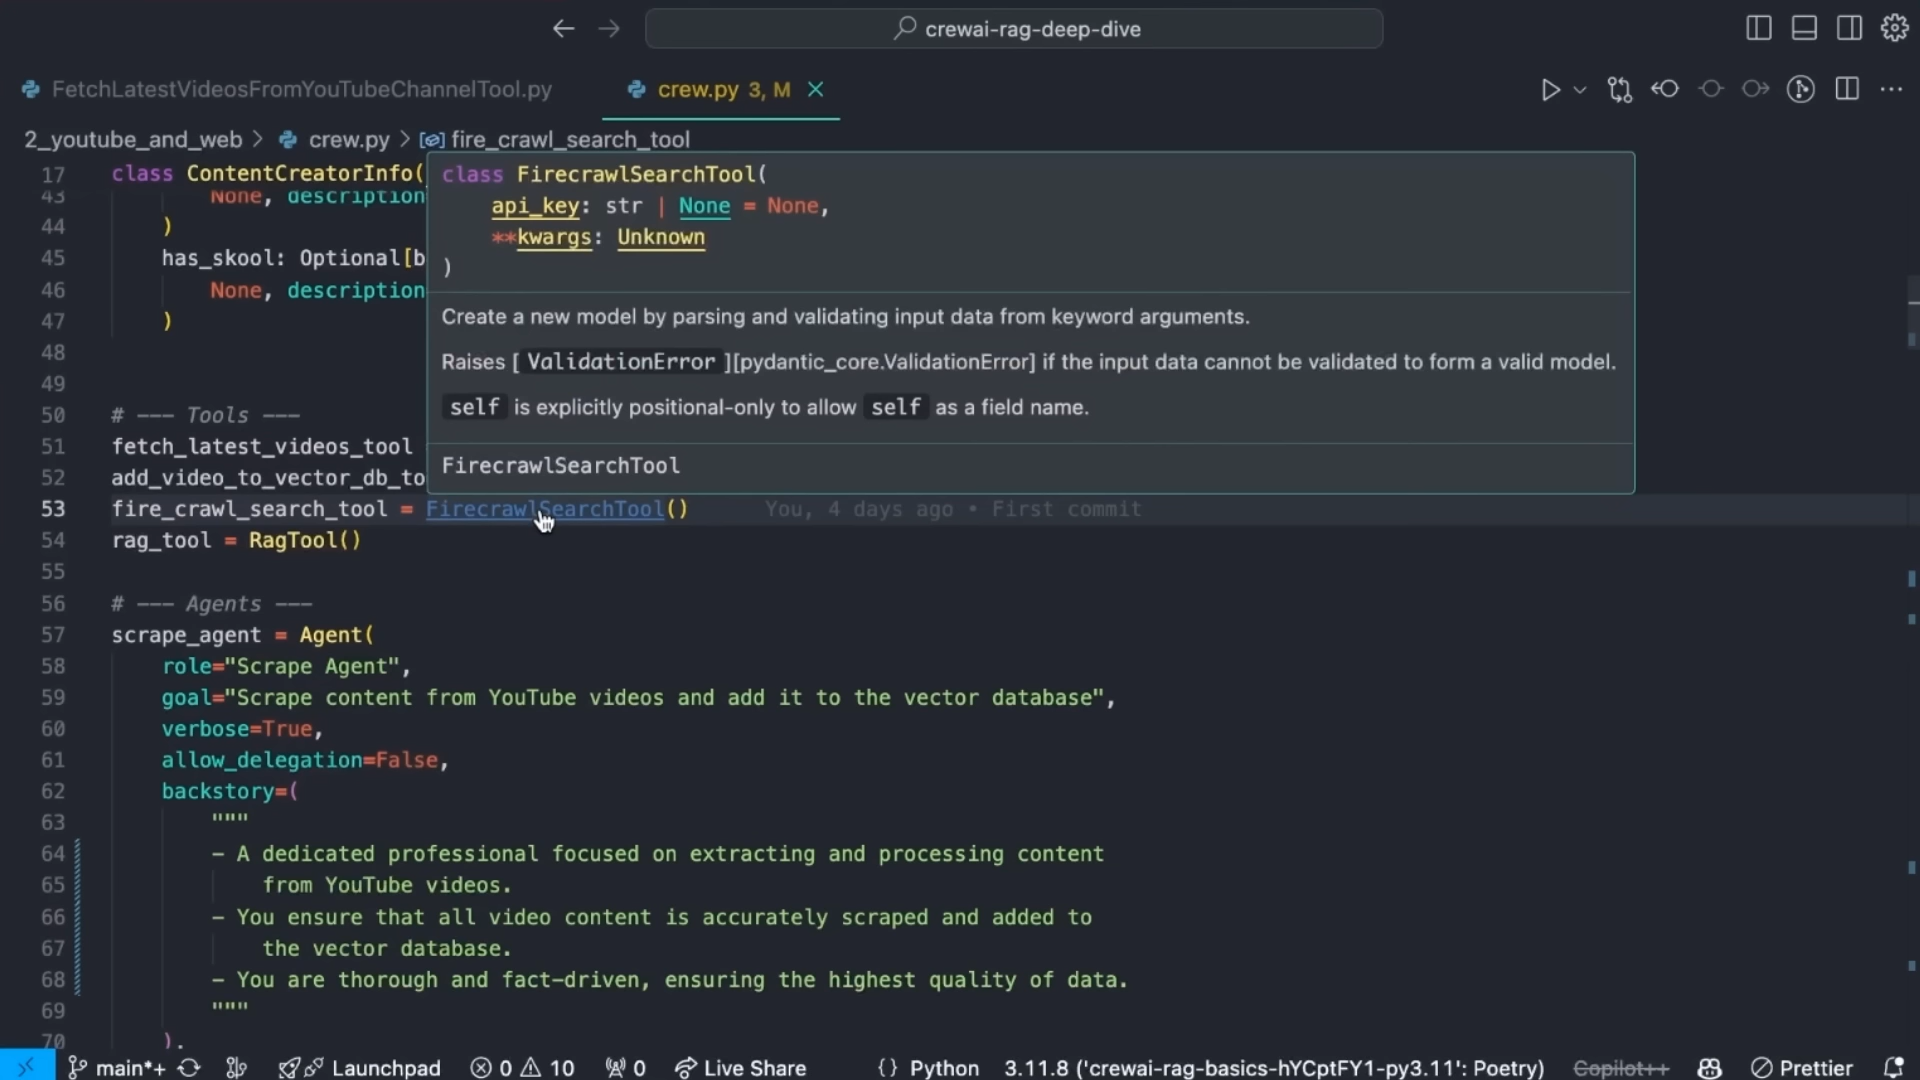 crewai-rag-deep-dive
FetchLatestVideosFromYouTubeChannelTool.py
crew.py 3, M
2_youtube_and_web > crew.py > fire_crawl_search_tool
17 class ContentCreatorInfo(
43 None, description
44 )
45 has_skool: Optional[b
46 None, description
47 )
48
49
50 # --- Tools ---
51 fetch_latest_videos_tool
52 add_video_to_vector_db_to
53 fire_crawl_search_tool = FirecrawlSearchTool() You, 4 days ago • First commit
54 rag_tool = RagTool()
55
56 # --- Agents ---
57 scrape_agent = Agent(
58 role="Scrape Agent",
59 goal="Scrape content from YouTube videos and add it to the vector database",
60 verbose=True,
61 allow_delegation=False,
62 backstory=(
63 """
64 - A dedicated professional focused on extracting and processing content
65 from YouTube videos.
66 - You ensure that all video content is accurately scraped and added to
67 the vector database.
68 - You are thorough and fact-driven, ensuring the highest quality of data.
69 """
70 ),
class FirecrawlSearchTool(
api_key: str | None = None,
**kwargs: Unknown
)
Create a new model by parsing and validating input data from keyword arguments.
Raises [ ValidationError ][pydantic_core.ValidationError] if the input data cannot be validated to form a valid model.
self is explicitly positional-only to allow self as a field name.
FirecrawlSearchTool
main*+ Launchpad 0 10 0 Live Share {} Python 3.11.8 ('crewai-rag-basics-hYCptFY1-py3.11': Poetry) Copilot++ Prettier